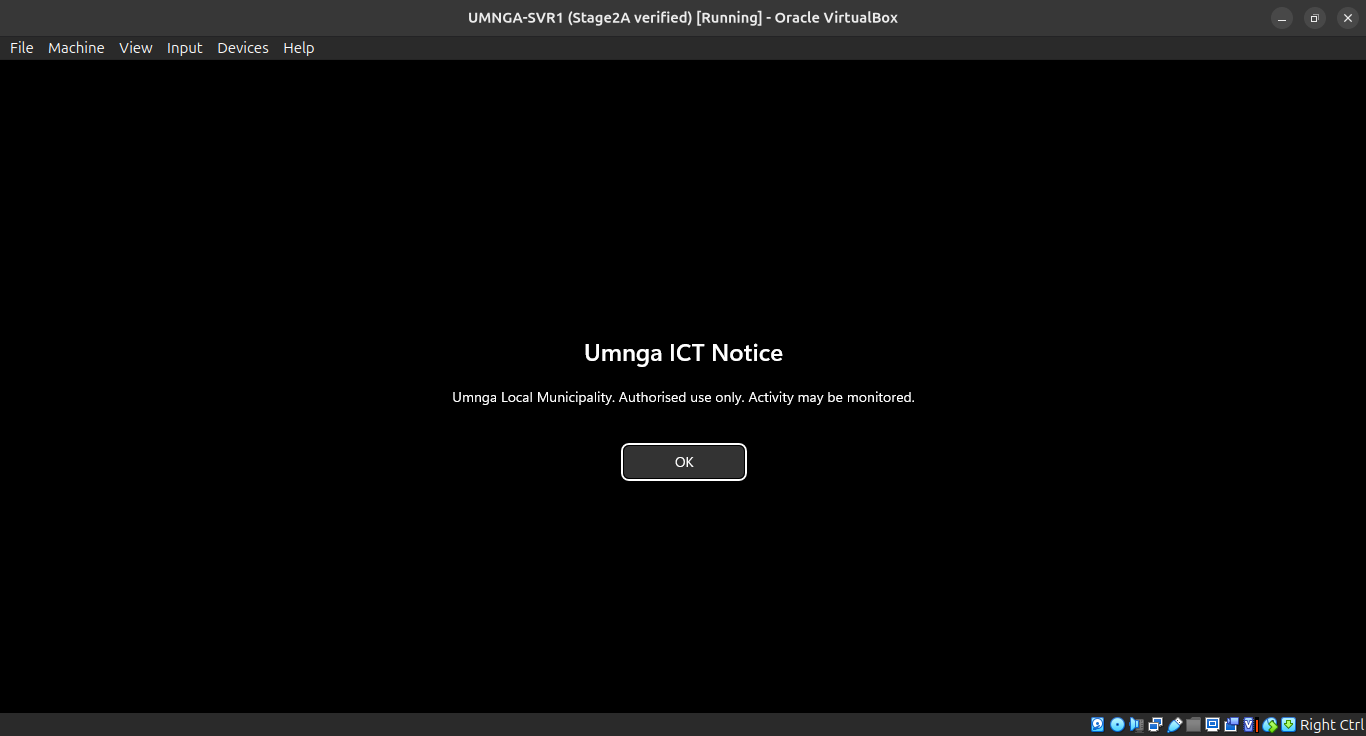 UMNGA-SVR1 (Stage2A verified) [Running] - Oracle VirtualBox
File Machine View Input Devices Help
Umnga ICT Notice
Umnga Local Municipality. Authorised use only. Activity may be monitored.
OK
Right Ctrl